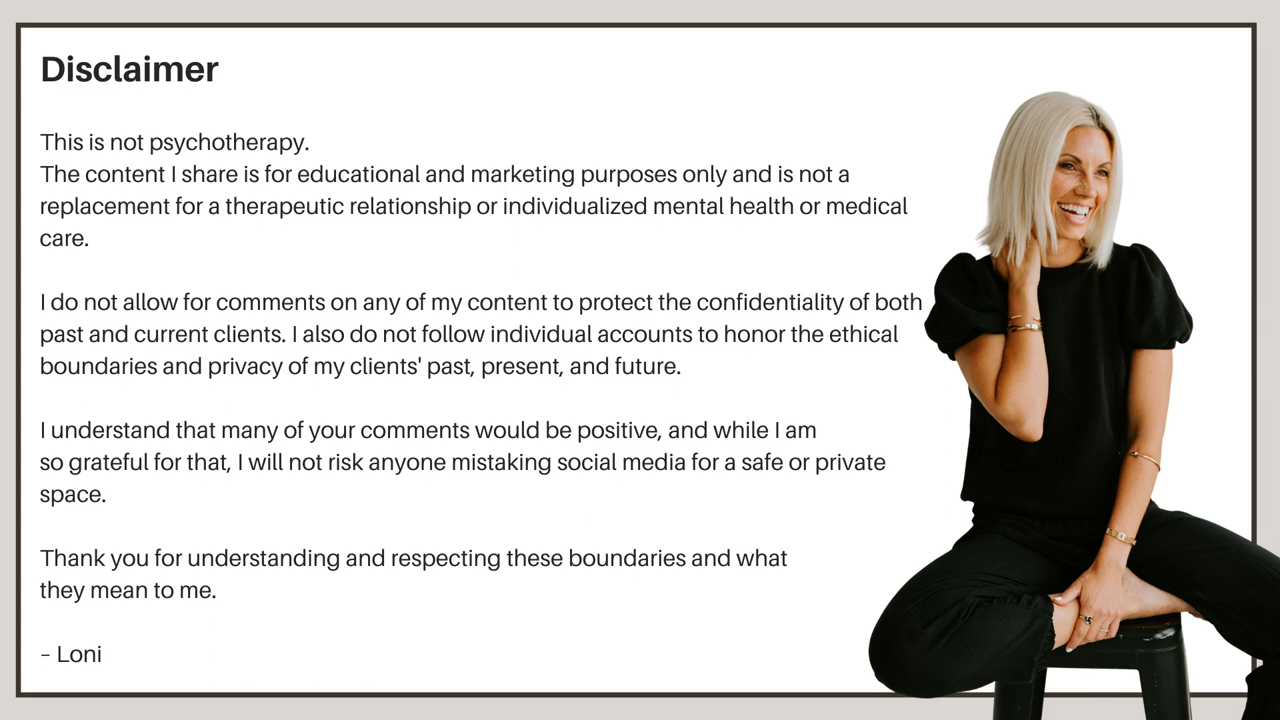 Disclaimer
This is not psychotherapy.
The content I share is for educational and marketing purposes only and is not a
replacement for a therapeutic relationship or individualized mental health or medical
care.
I do not allow for comments on any of my content to protect the confidentiality of both
past and current clients. I also do not follow individual accounts to honor the ethical
boundaries and privacy of my clients' past, present, and future.
I understand that many of your comments would be positive, and while I am
so grateful for that, I will not risk anyone mistaking social media for a safe or private
space.
Thank you for understanding and respecting these boundaries and what
they mean to me.
– Loni